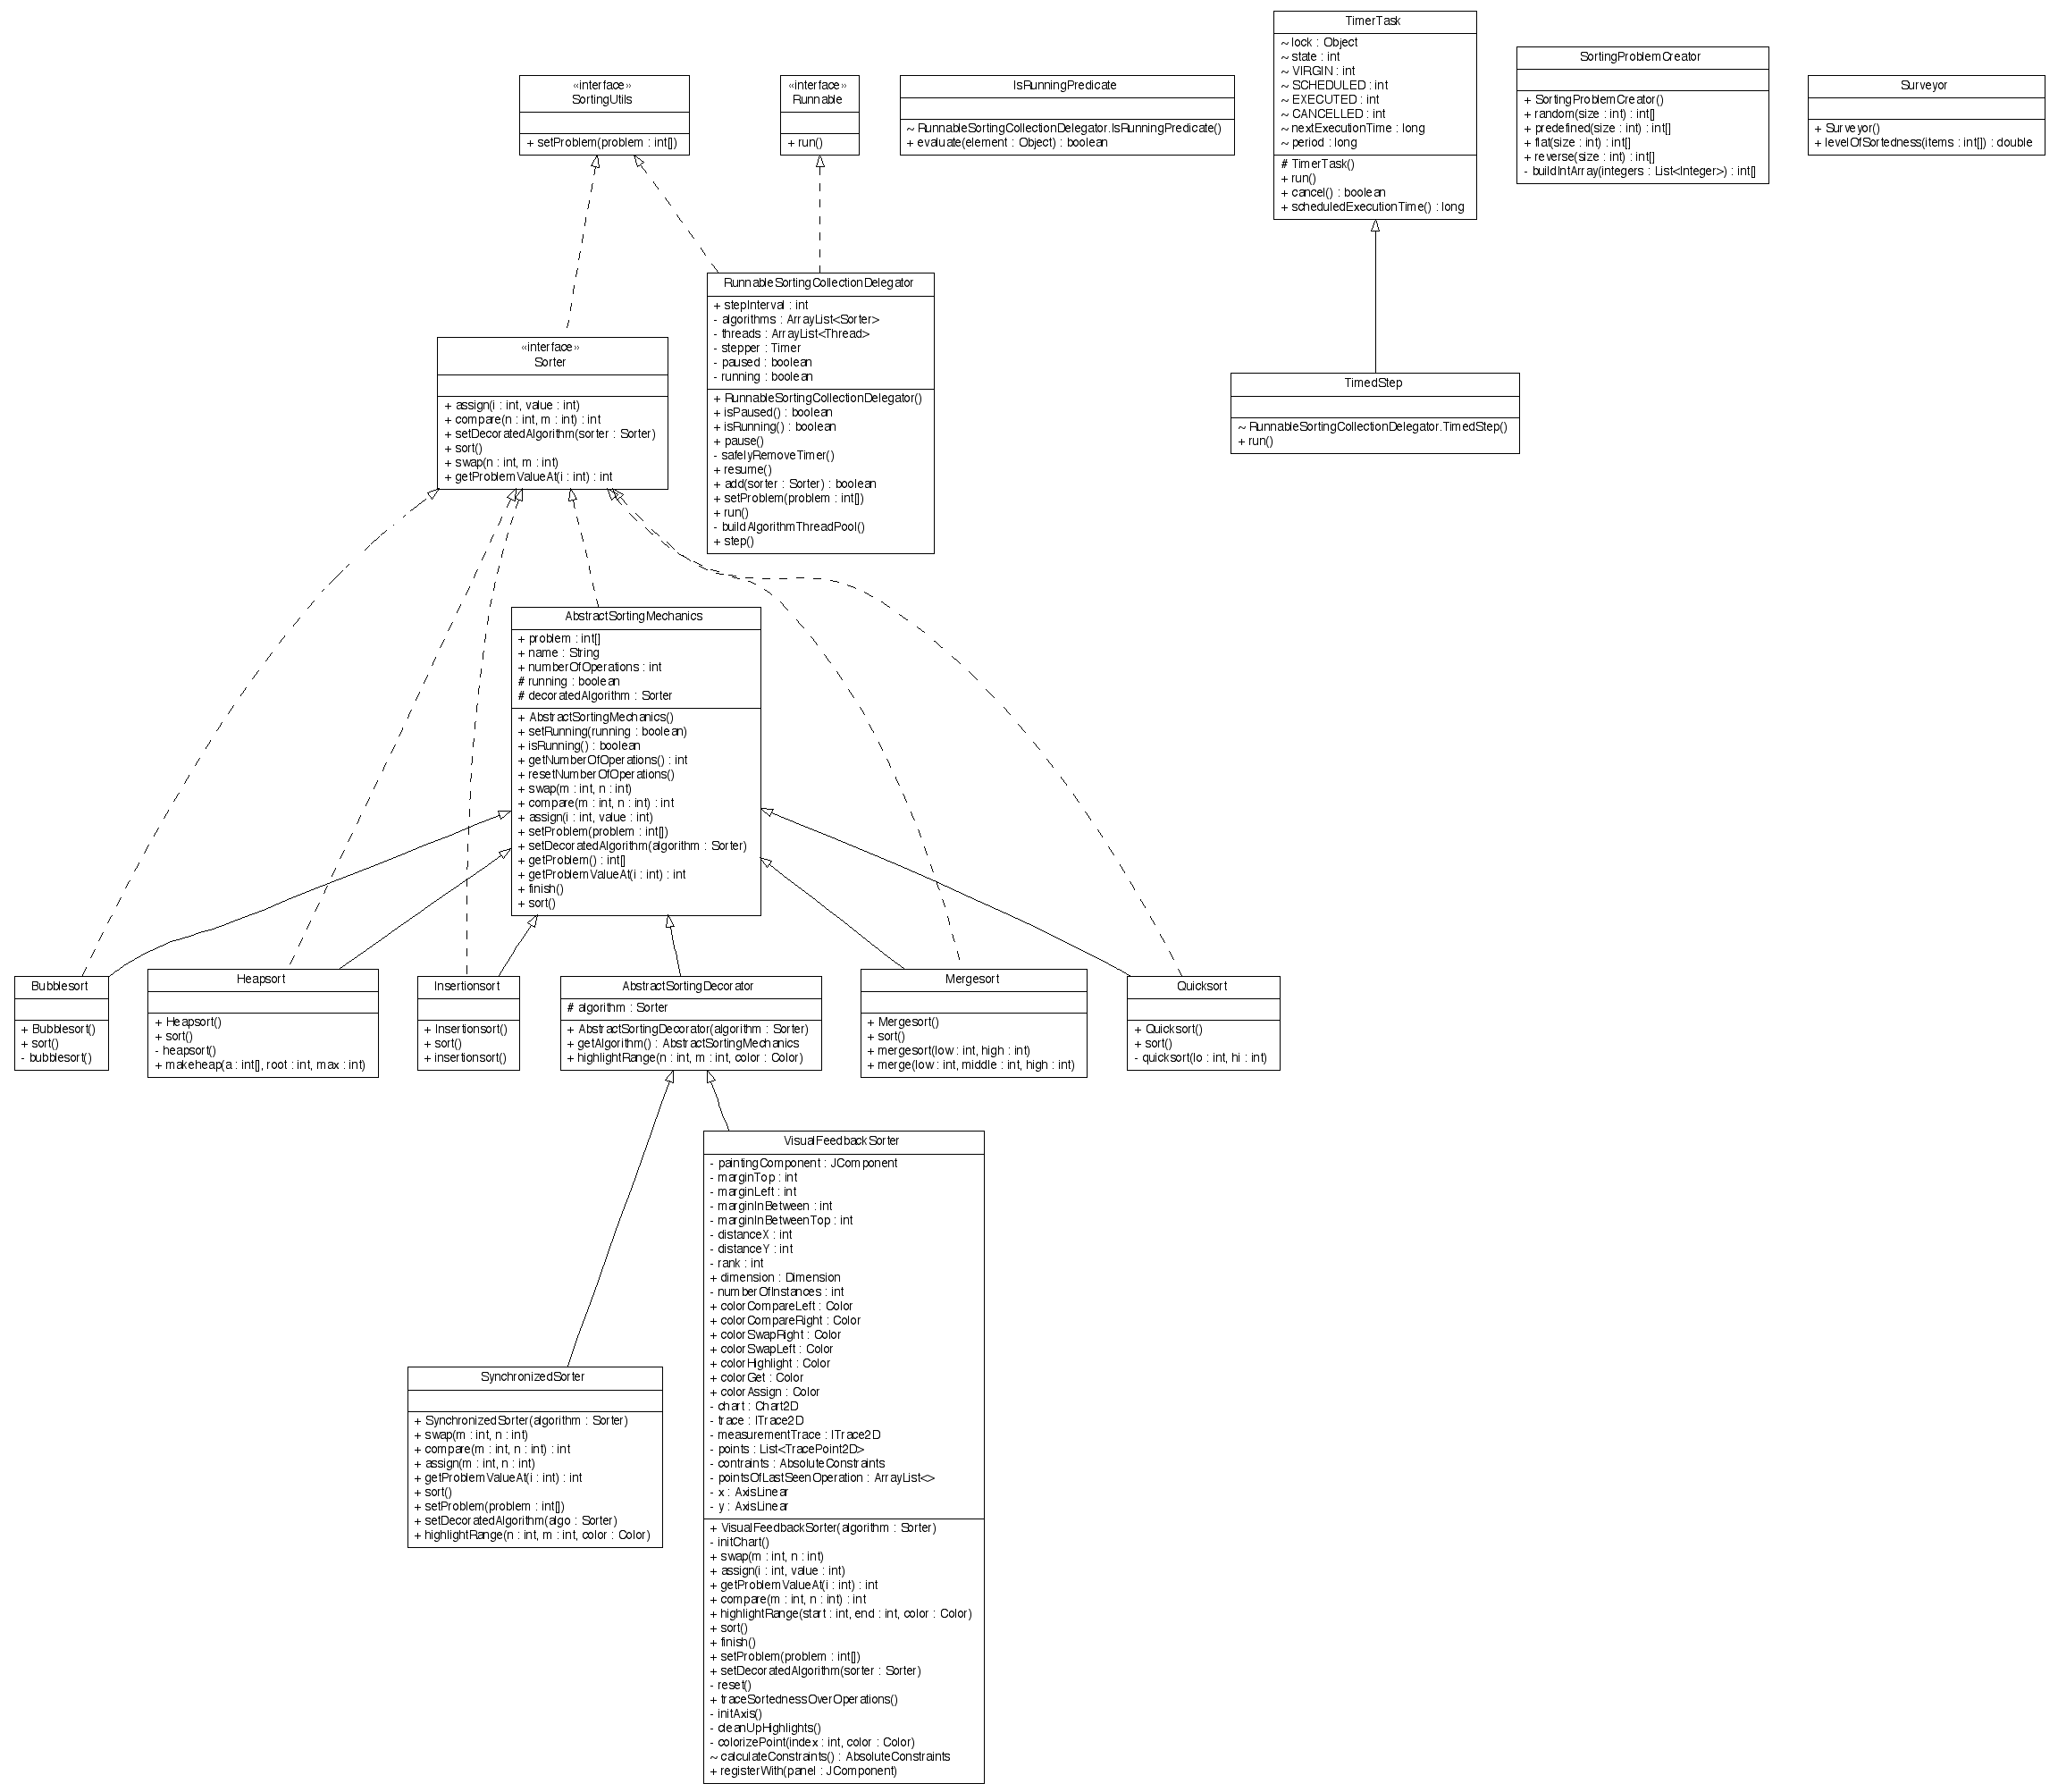 «interface»
SortingUtils
+ setProblem(problem : int[])
«interface»
Runnable
+ run()
IsRunningPredicate
~ RunnableSortingCollectionDelegator.IsRunningPredicate()
+ evaluate(element : Object) : boolean
TimerTask
~ lock : Object
~ state : int
~ VIRGIN : int
~ SCHEDULED : int
~ EXECUTED : int
~ CANCELLED : int
~ nextExecutionTime : long
~ period : long
# TimerTask()
+ run()
+ cancel() : boolean
+ scheduledExecutionTime() : long
SortingProblemCreator
+ SortingProblemCreator()
+ random(size : int) : int[]
+ predefined(size : int) : int[]
+ flat(size : int) : int[]
+ reverse(size : int) : int[]
- buildIntArray(integers : List<Integer>) : int[]
Surveyor
+ Surveyor()
+ levelOfSortedness(items : int[]) : double
RunnableSortingCollectionDelegator
+ stepInterval : int
- algorithms : ArrayList<Sorter>
- threads : ArrayList<Thread>
- stepper : Timer
- paused : boolean
- running : boolean
+ RunnableSortingCollectionDelegator()
+ isPaused() : boolean
+ isRunning() : boolean
+ pause()
- safelyRemoveTimer()
+ resume()
+ add(sorter : Sorter) : boolean
+ setProblem(problem : int[])
+ run()
- buildAlgorithmThreadPool()
+ step()
«interface»
Sorter
+ assign(i : int, value : int)
+ compare(n : int, m : int) : int
+ setDecoratedAlgorithm(sorter : Sorter)
+ sort()
+ swap(n : int, m : int)
+ getProblemValueAt(i : int) : int
TimedStep
~ RunnableSortingCollectionDelegator.TimedStep()
+ run()
AbstractSortingMechanics
+ problem : int[]
+ name : String
+ numberOfOperations : int
# running : boolean
# decoratedAlgorithm : Sorter
+ AbstractSortingMechanics()
+ setRunning(running : boolean)
+ isRunning() : boolean
+ getNumberOfOperations() : int
+ resetNumberOfOperations()
+ swap(m : int, n : int)
+ compare(m : int, n : int) : int
+ assign(i : int, value : int)
+ setProblem(problem : int[])
+ setDecoratedAlgorithm(algorithm : Sorter)
+ getProblem() : int[]
+ getProblemValueAt(i : int) : int
+ finish()
+ sort()
Bubblesort
+ Bubblesort()
+ sort()
- bubblesort()
Heapsort
+ Heapsort()
+ sort()
- heapsort()
+ makeheap(a : int[], root : int, max : int)
Insertionsort
+ Insertionsort()
+ sort()
+ insertionsort()
AbstractSortingDecorator
# algorithm : Sorter
+ AbstractSortingDecorator(algorithm : Sorter)
+ getAlgorithm() : AbstractSortingMechanics
+ highlightRange(n : int, m : int, color : Color)
Mergesort
+ Mergesort()
+ sort()
+ mergesort(low : int, high : int)
+ merge(low : int, middle : int, high : int)
Quicksort
+ Quicksort()
+ sort()
- quicksort(lo : int, hi : int)
VisualFeedbackSorter
- paintingComponent : JComponent
- marginTop : int
- marginLeft : int
- marginInBetween : int
- marginInBetweenTop : int
- distanceX : int
- distanceY : int
- rank : int
+ dimension : Dimension
- numberOfInstances : int
+ colorCompareLeft : Color
+ colorCompareRight : Color
+ colorSwapRight : Color
+ colorSwapLeft : Color
+ colorHighlight : Color
+ colorGet : Color
+ colorAssign : Color
- chart : Chart2D
- trace : ITrace2D
- measurementTrace : ITrace2D
- points : List<TracePoint2D>
- contraints : AbsoluteConstraints
- pointsOfLastSeenOperation : ArrayList<>
- x : AxisLinear
- y : AxisLinear
+ VisualFeedbackSorter(algorithm : Sorter)
- initChart()
+ swap(m : int, n : int)
+ assign(i : int, value : int)
+ getProblemValueAt(i : int) : int
+ compare(m : int, n : int) : int
+ highlightRange(start : int, end : int, color : Color)
+ sort()
+ finish()
+ setProblem(problem : int[])
+ setDecoratedAlgorithm(sorter : Sorter)
- reset()
+ traceSortednessOverOperations()
- initAxis()
- cleanUpHighlights()
- colorizePoint(index : int, color : Color)
~ calculateConstraints() : AbsoluteConstraints
+ registerWith(panel : JComponent)
SynchronizedSorter
+ SynchronizedSorter(algorithm : Sorter)
+ swap(m : int, n : int)
+ compare(m : int, n : int) : int
+ assign(m : int, n : int)
+ getProblemValueAt(i : int) : int
+ sort()
+ setProblem(problem : int[])
+ setDecoratedAlgorithm(algo : Sorter)
+ highlightRange(n : int, m : int, color : Color)